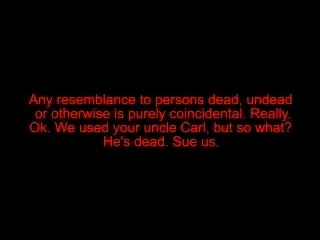 Any resemblance to persons dead, undead
or otherwise is purely coincidental. Really.
Ok. We used your uncle Carl, but so what?
He's dead. Sue us.